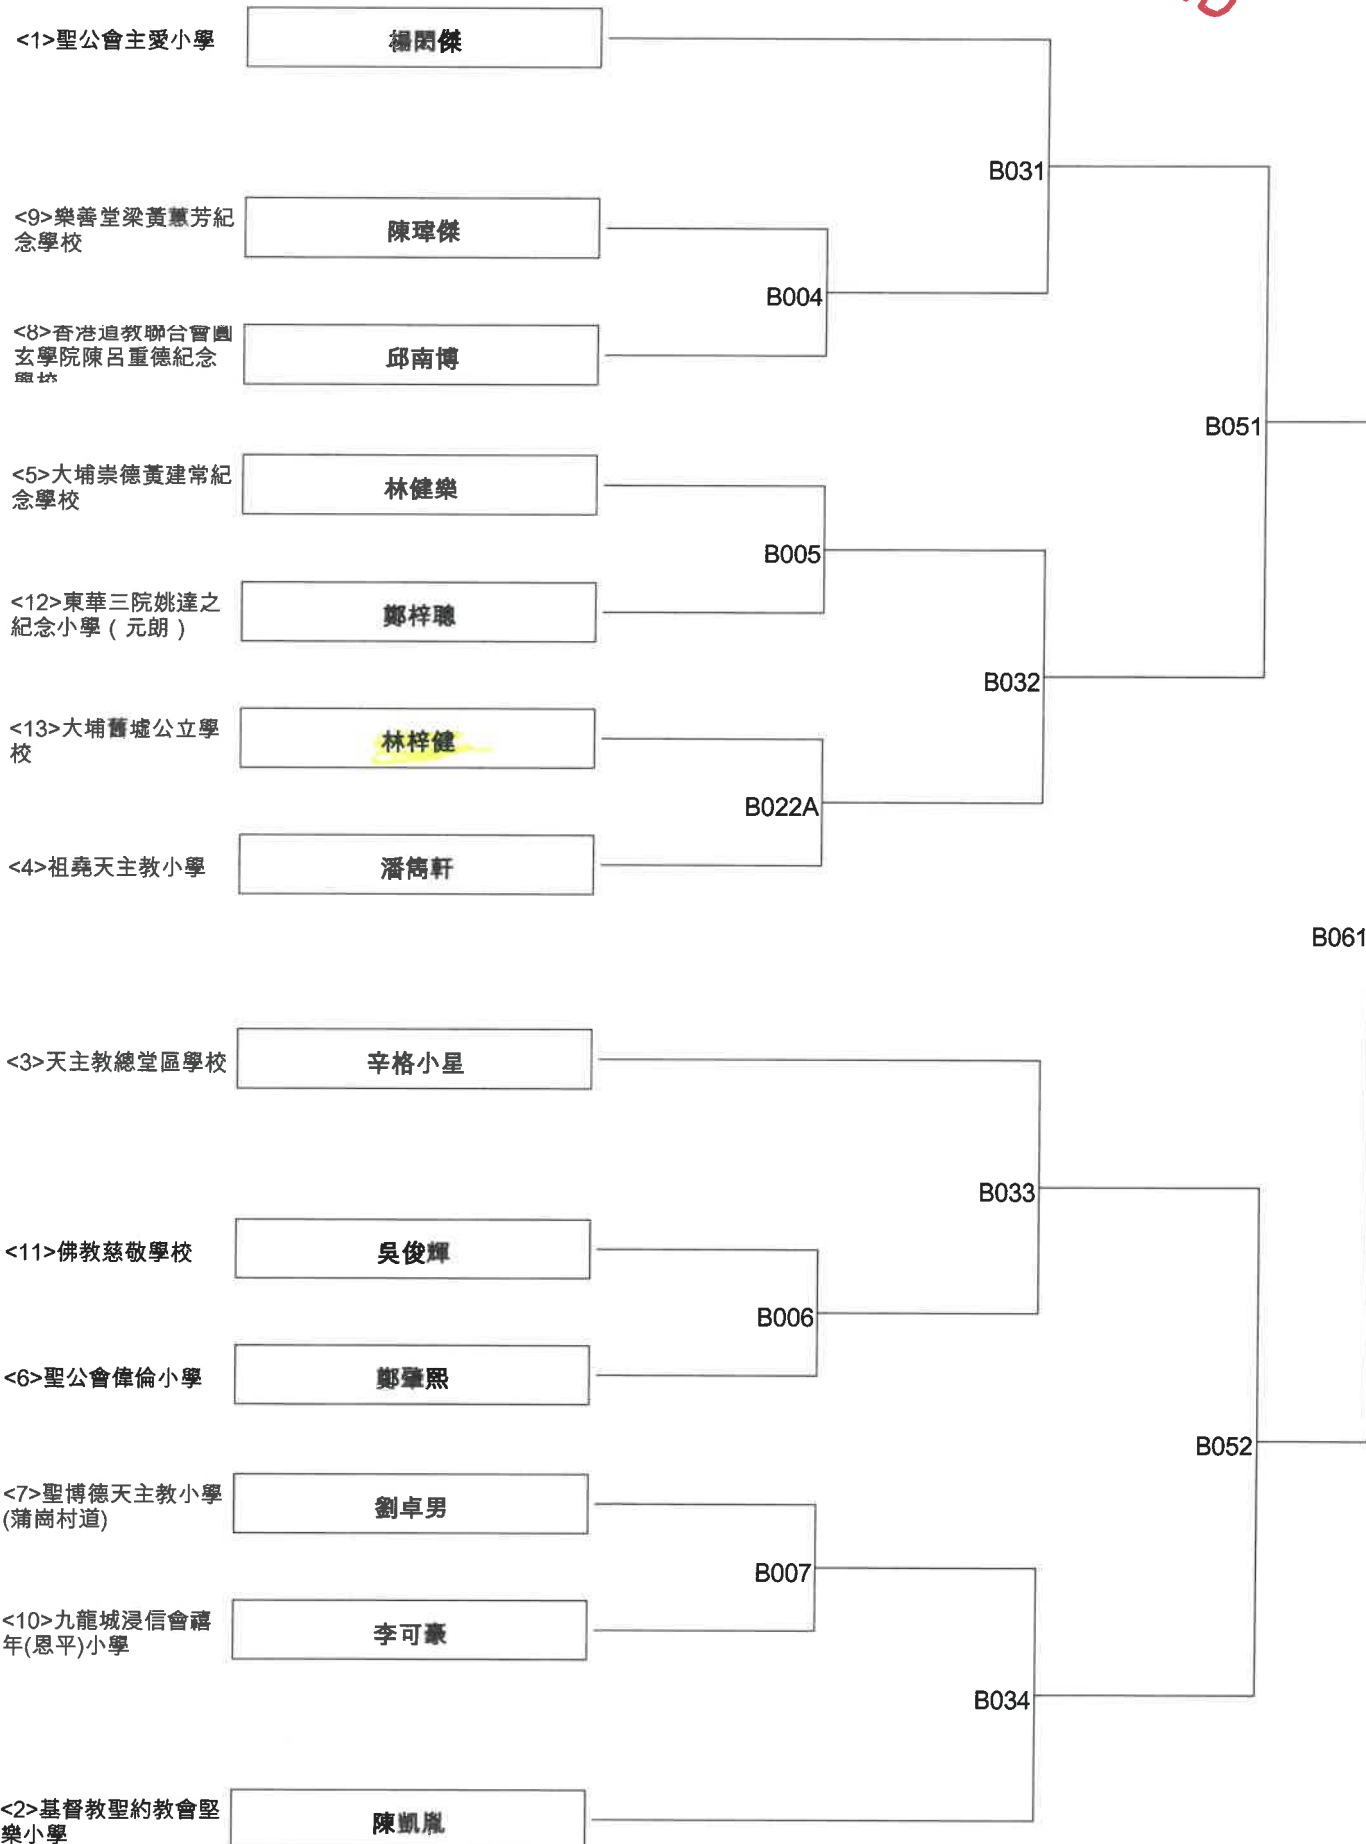 <1>聖公會主愛小學
楊閎傑
B031
<9>樂善堂梁黃蕙芳紀
念學校
陳瑋傑
B004
<8>香港道教聯合會圓
玄學院陳呂重德紀念
學校
邱南博
B051
<5>大埔崇德黃建常紀
念學校
林健樂
B005
<12>東華三院姚達之
紀念小學（元朗）
鄭梓聰
B032
<13>大埔舊墟公立學
校
林梓健
B022A
<4>祖堯天主教小學
潘雋軒
B061
<3>天主教總堂區學校
辛格小星
B033
<11>佛教慈敬學校
吳俊輝
B006
<6>聖公會偉倫小學
鄭肇熙
B052
<7>聖博德天主教小學
(蒲崗村道)
劉卓男
B007
<10>九龍城浸信會禧
年(恩平)小學
李可豪
B034
<2>基督教聖約教會堅
樂小學
陳凱胤